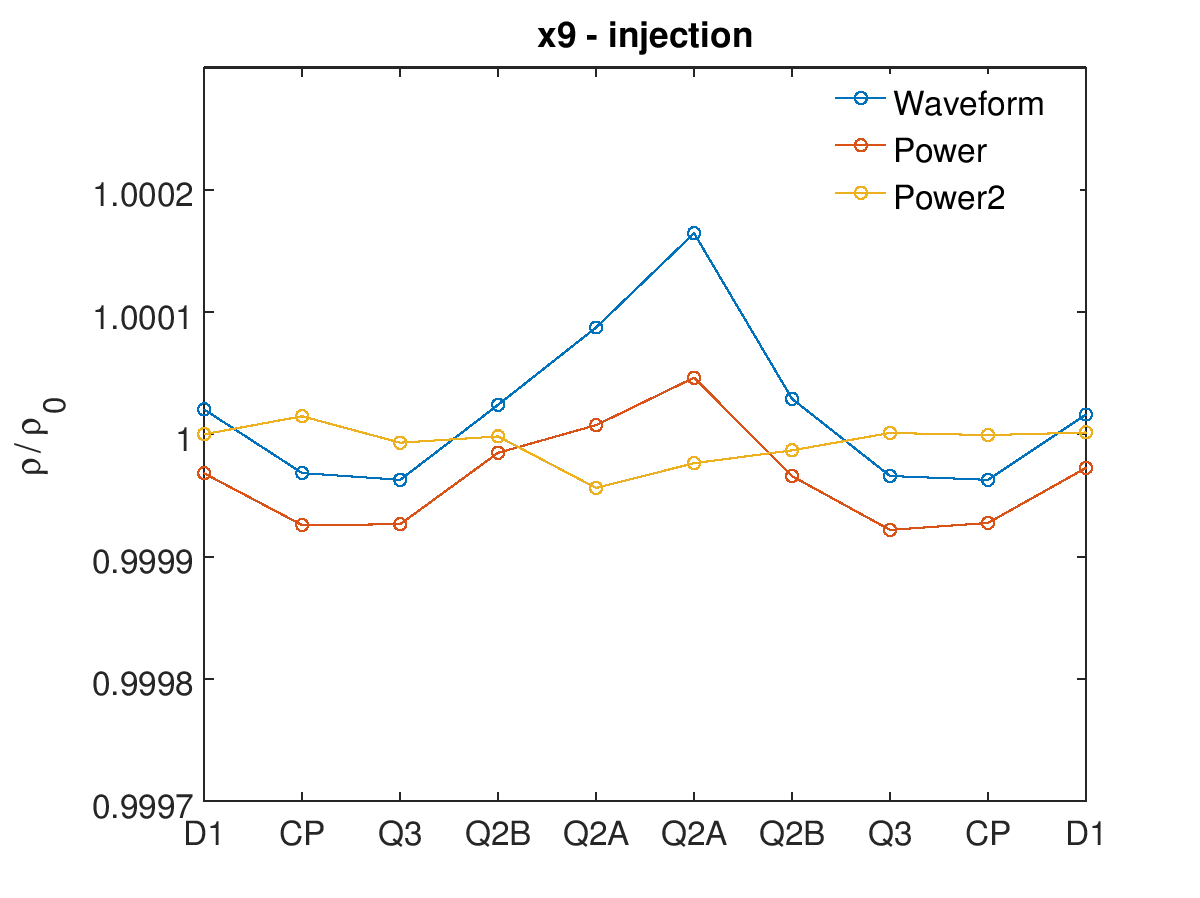 x9 - injection
Waveform
Power
Power2
1.0002
1.0001
1
0.9999
0.9998
0.9997
ρ / ρ0
D1 CP Q3 Q2B Q2A Q2A Q2B Q3 CP D1